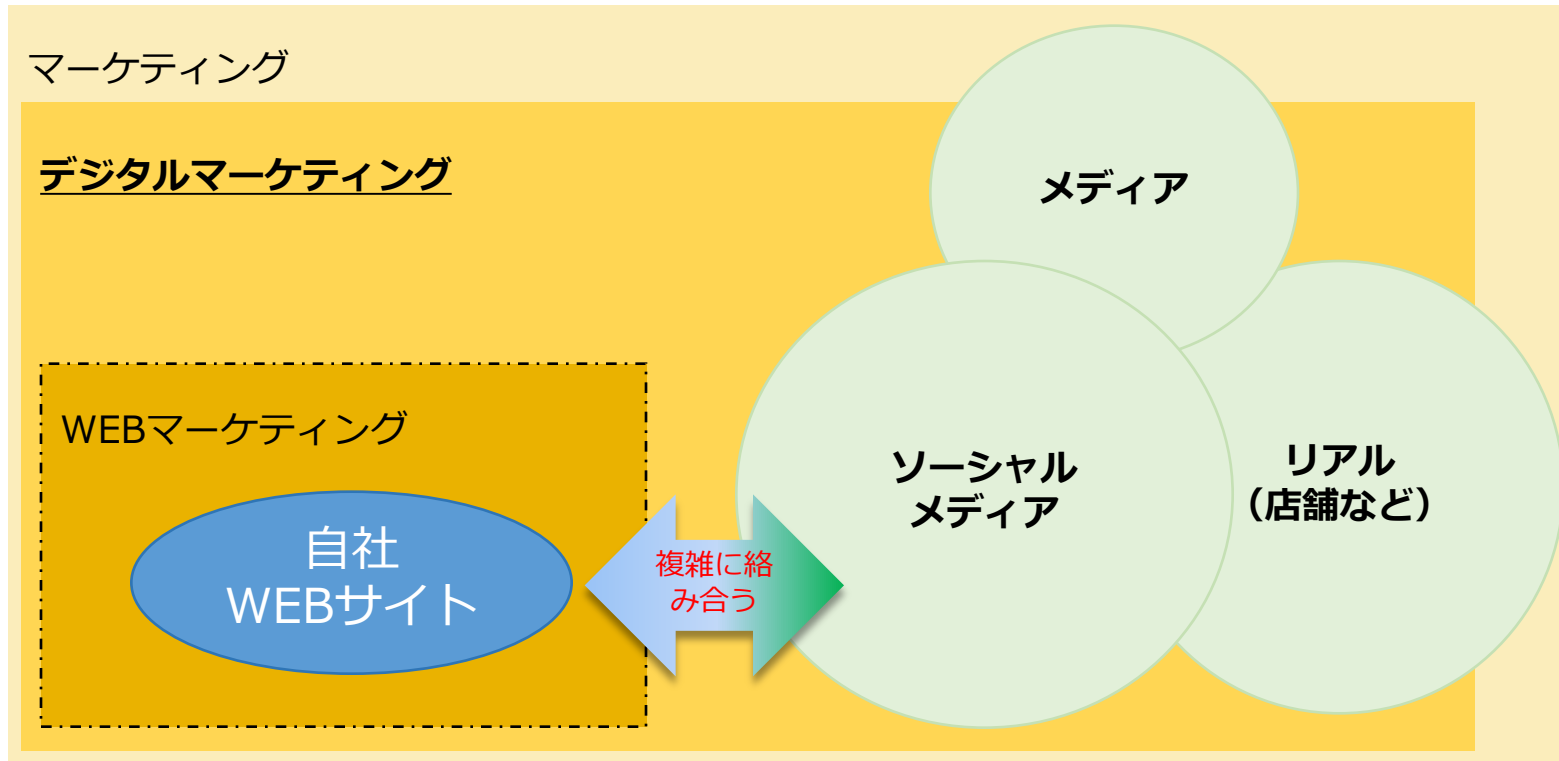 マーケティング
デジタルマーケティング
メディア
WEBマーケティング
自社
WEBサイト
複雑に絡
み合う
ソーシャル
メディア
リアル
（店舗など）